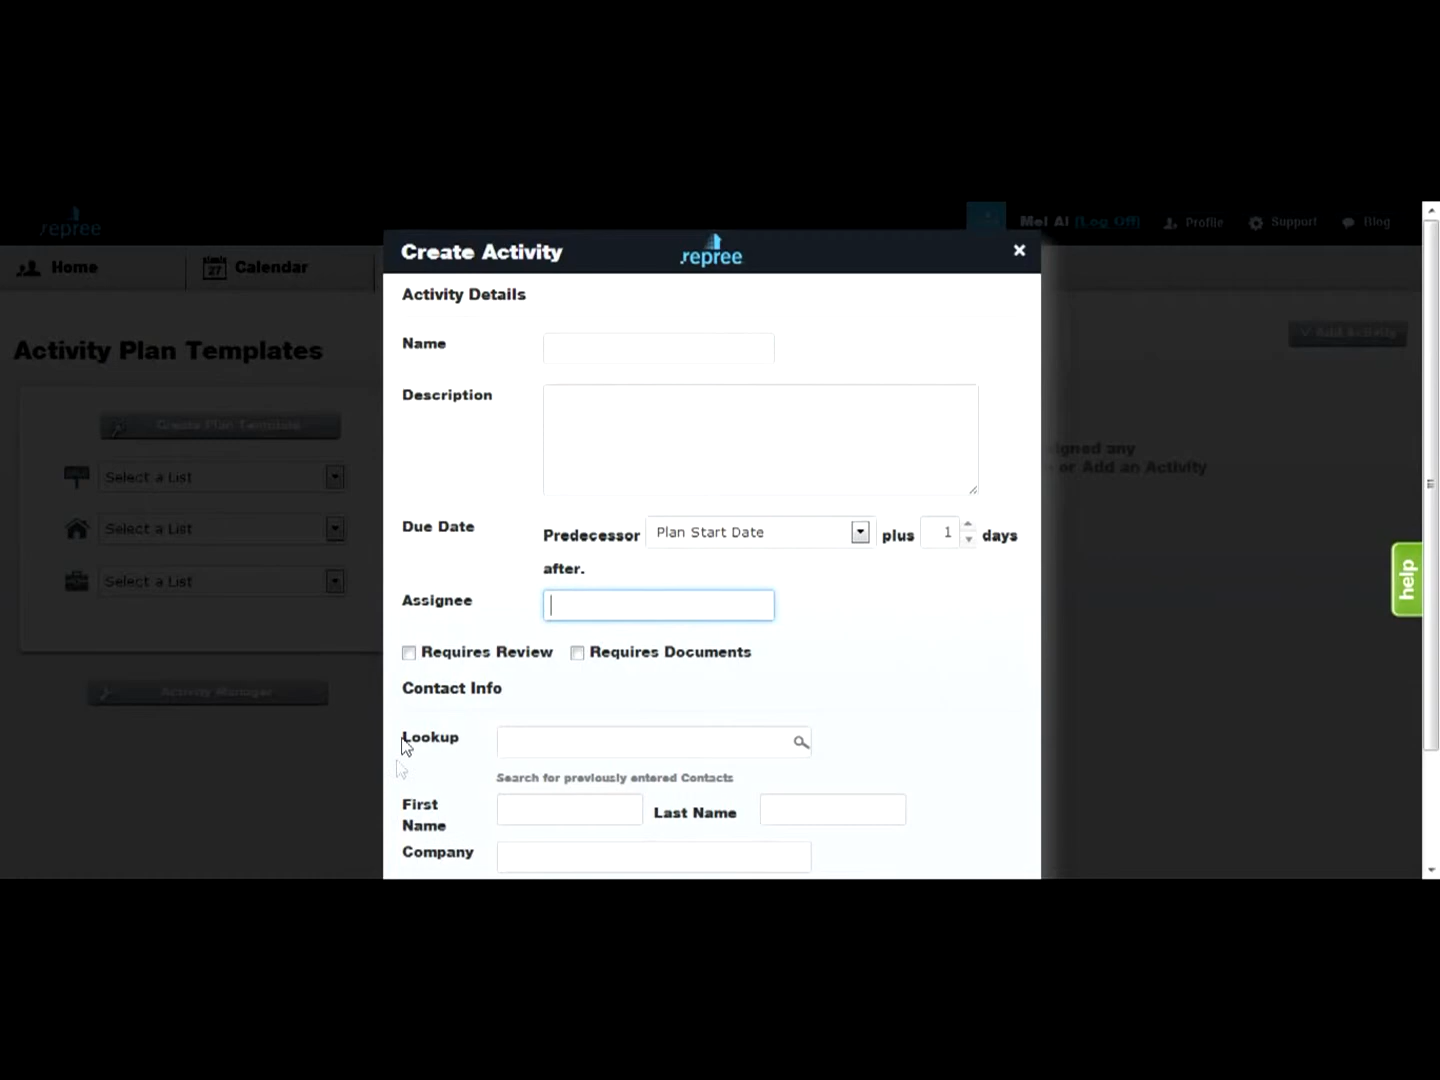 .repree
Mel Al (Log Off)
Profile
Support
Blog
Home
27
Calendar
Create Activity
.repree
×
Activity Details
Activity Plan Templates
Add Activity
Name
Description
Create Plan Template
igned any
or Add an Activity
Select a List
Select a List
Select a List
Due Date
Predecessor
Plan Start Date
plus
1
days
after.
Assignee
help
Requires Review
Requires Documents
Contact Info
Activity Manager
Lookup
Search for previously entered Contacts
First
Name
Last Name
Company